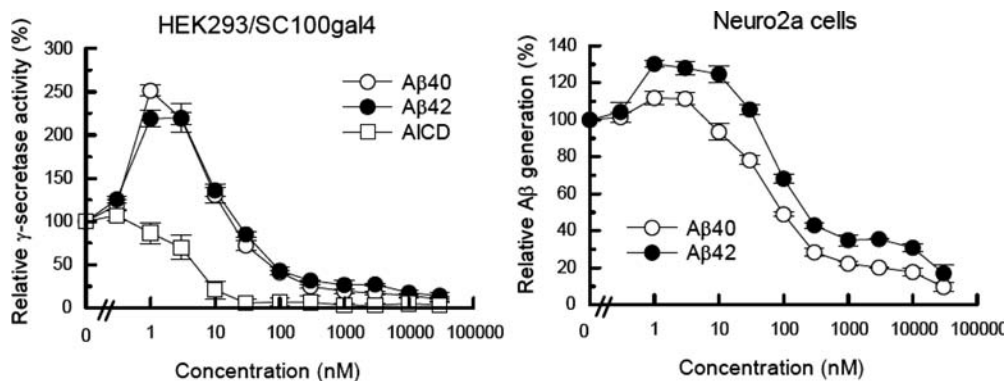 HEK293/SC100gal4
Relative γ-secretase activity (%)
300
250
200
150
100
50
0
Aβ40
Aβ42
AICD
0 1 10 100 1000 10000 100000
Concentration (nM)
Neuro2a cells
Relative Aβ generation (%)
140
120
100
80
60
40
20
0
Aβ40
Aβ42
0 1 10 100 1000 10000 100000
Concentration (nM)